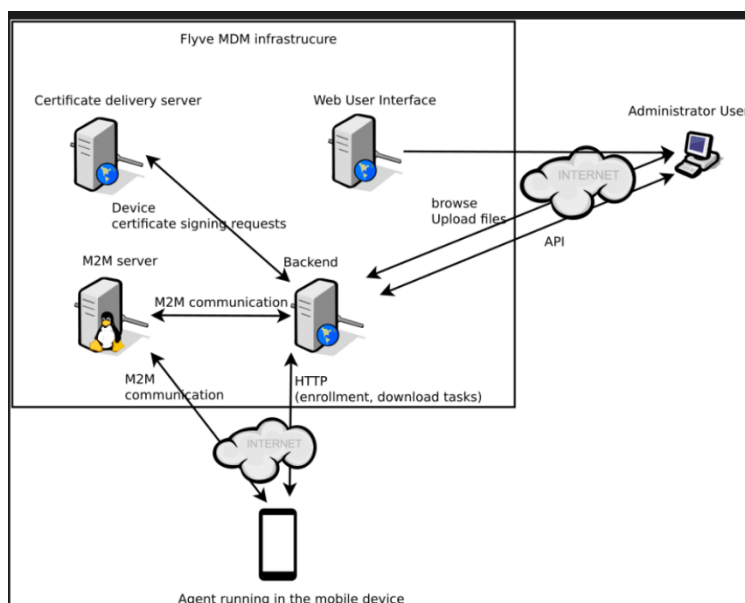 Flyve MDM infrastrucure
Certificate delivery server
Web User Interface
Administrator User
INTERNET
browse
Upload files
API
Device
certificate signing requests
M2M server
Backend
M2M communication
M2M
communication
HTTP
(enrollment, download tasks)
INTERNET
Agent running in the mobile device